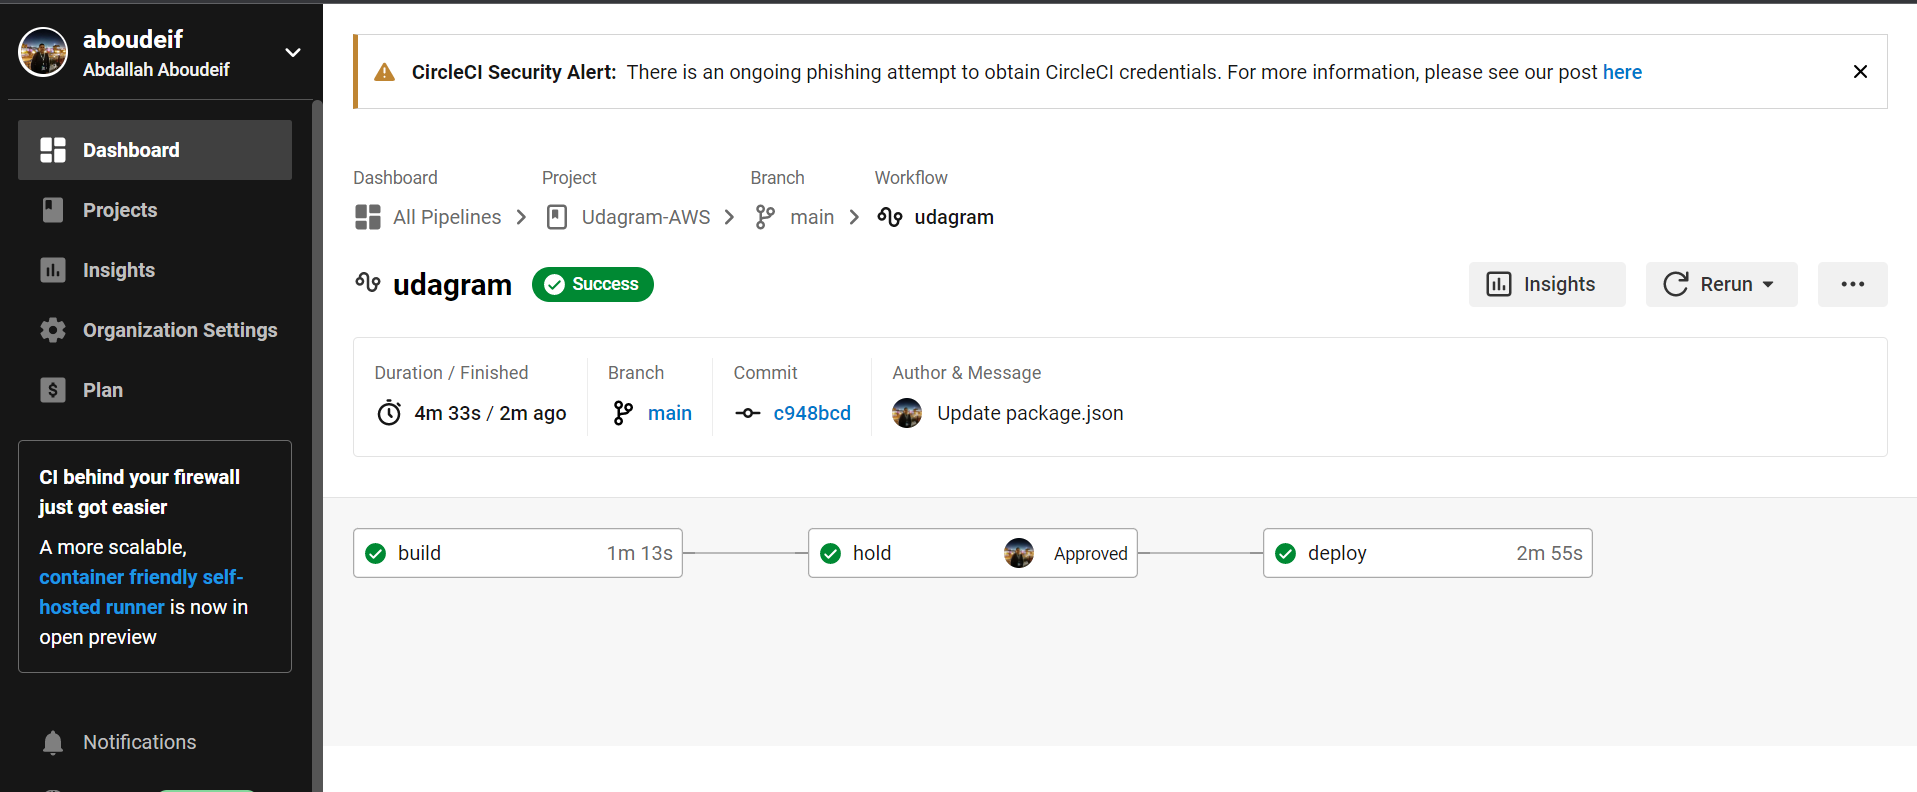 aboudeif
Abdallah Aboudeif
Dashboard
Projects
Insights
Organization Settings
Plan
CI behind your firewall
just got easier
A more scalable,
container friendly self-
hosted runner is now in
open preview
Notifications
CircleCI Security Alert: There is an ongoing phishing attempt to obtain CircleCI credentials. For more information, please see our post here
Dashboard Project Branch Workflow
All Pipelines Udagram-AWS main udagram
udagram Success Insights Rerun
Duration / Finished Branch Commit Author & Message
4m 33s / 2m ago main c948bcd Update package.json
build 1m 13s hold Approved deploy 2m 55s